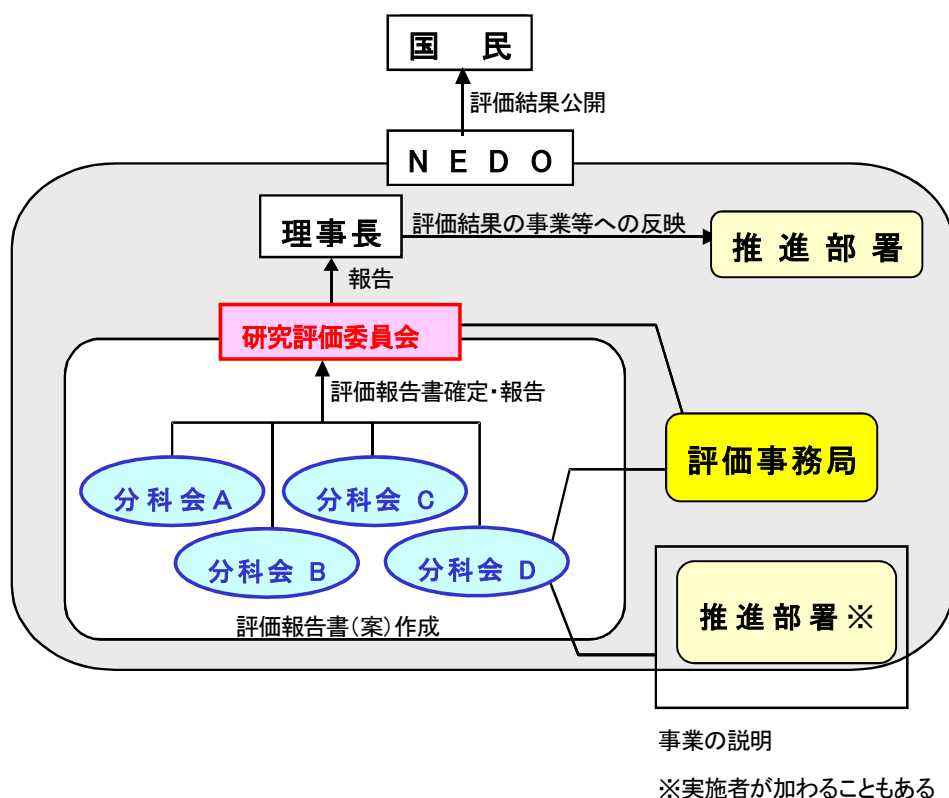 国　民
評価結果公開
N E D O
理事長
評価結果の事業等への反映
推 進 部 署
報告
研究評価委員会
評価報告書確定・報告
評価事務局
分 科 会 A
分科会 C
分科会 B
分科会 D
推 進 部 署 ※
評価報告書(案)作成
事業の説明
※実施者が加わることもある